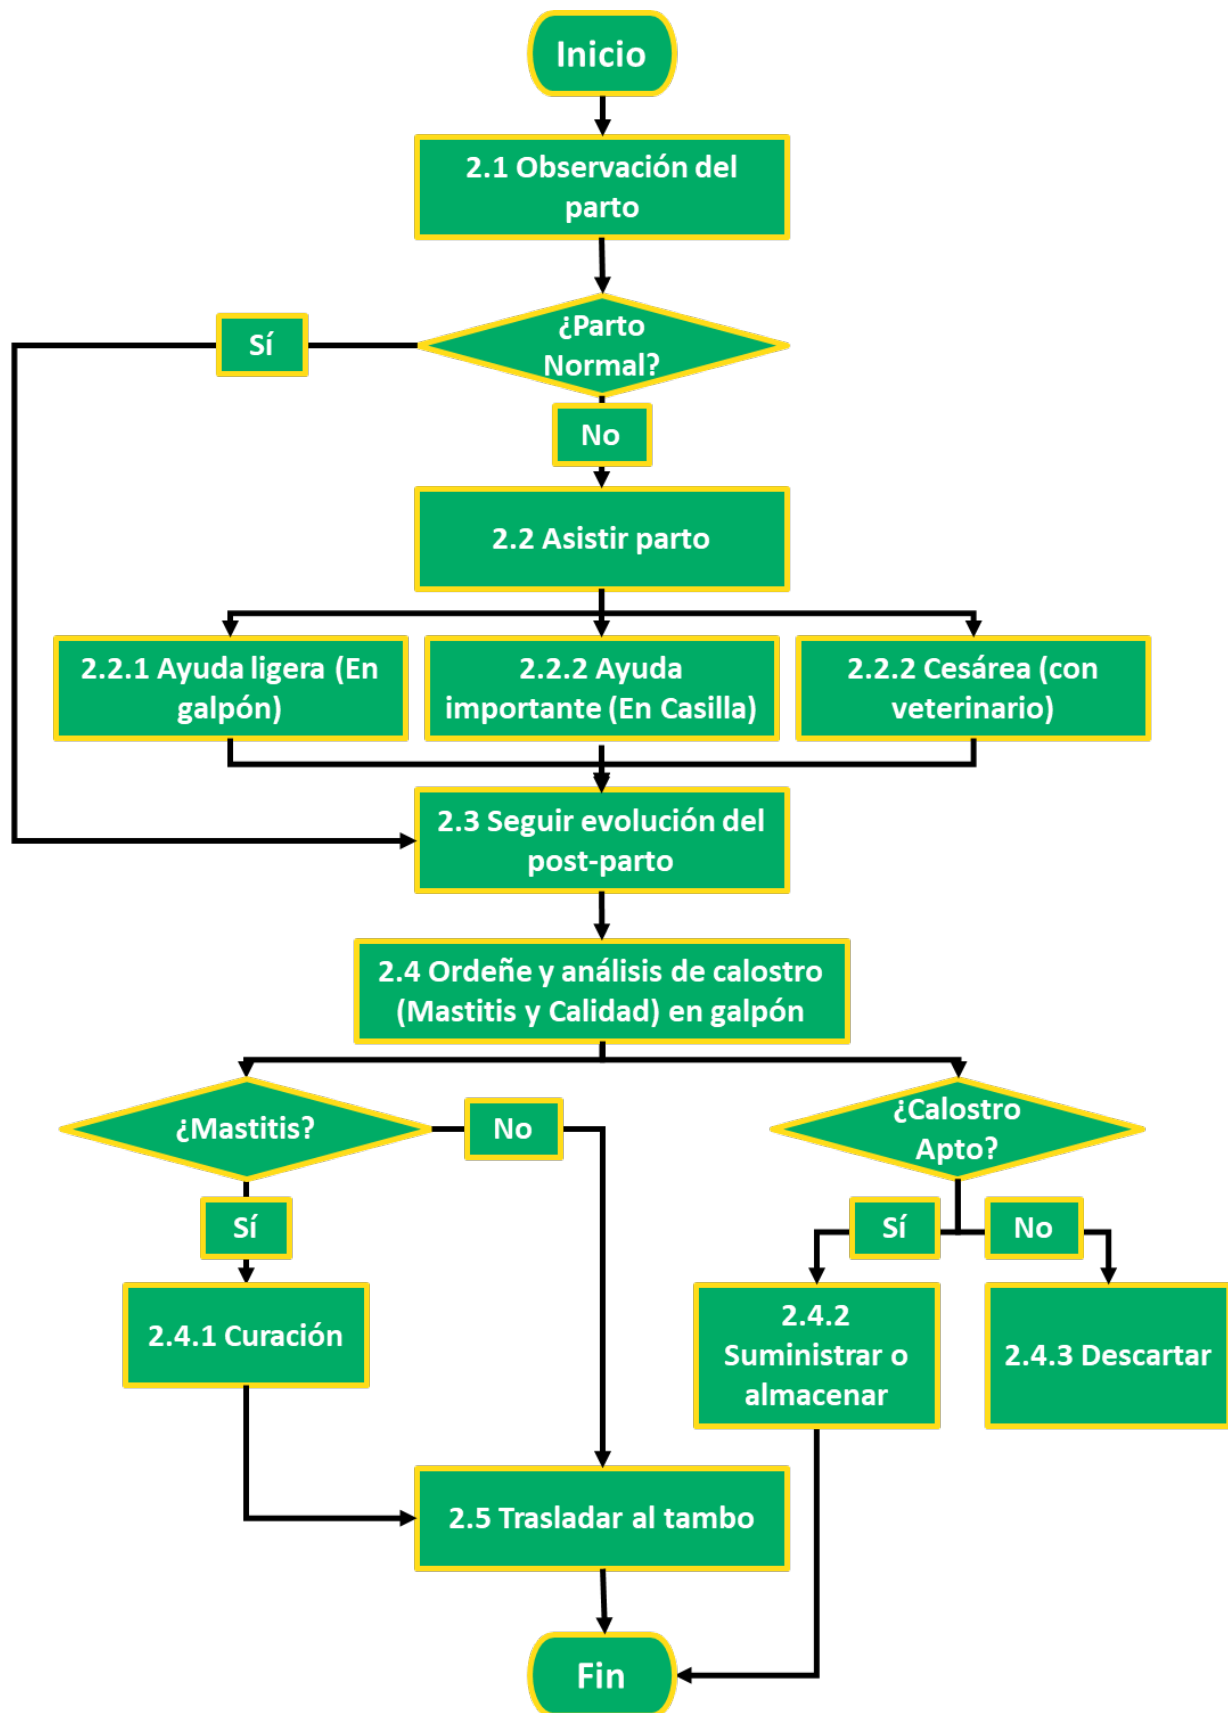 Inicio
2.1 Observación del
parto
¿Parto
Normal?
Sí
No
2.2 Asistir parto
2.2.1 Ayuda ligera (En
galpón)
2.2.2 Ayuda
importante (En Casilla)
2.2.2 Cesárea (con
veterinario)
2.3 Seguir evolución del
post-parto
2.4 Ordeñe y análisis de calostro
(Mastitis y Calidad) en galpón
¿Mastitis?
No
¿Calostro
Apto?
Sí
Sí
No
2.4.1 Curación
2.4.2
Suministrar o
almacenar
2.4.3 Descartar
2.5 Trasladar al tambo
Fin